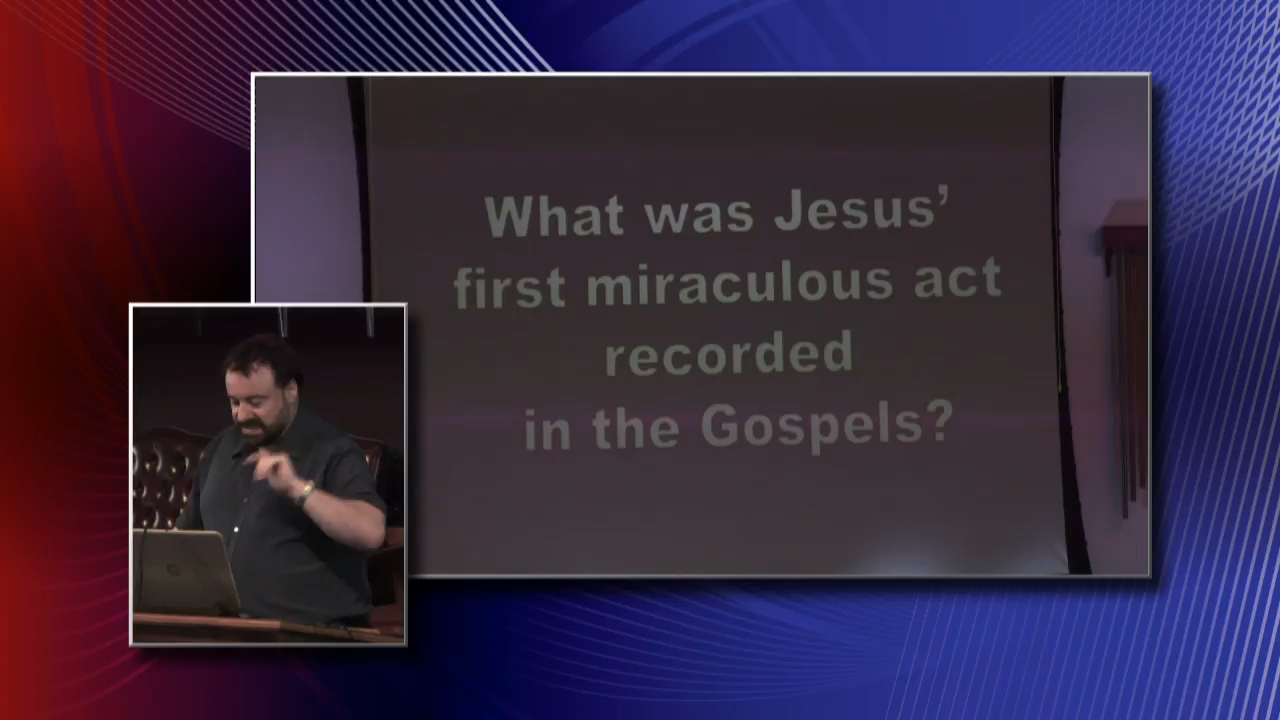 What was Jesus’
first miraculous act
recorded
in the Gospels?